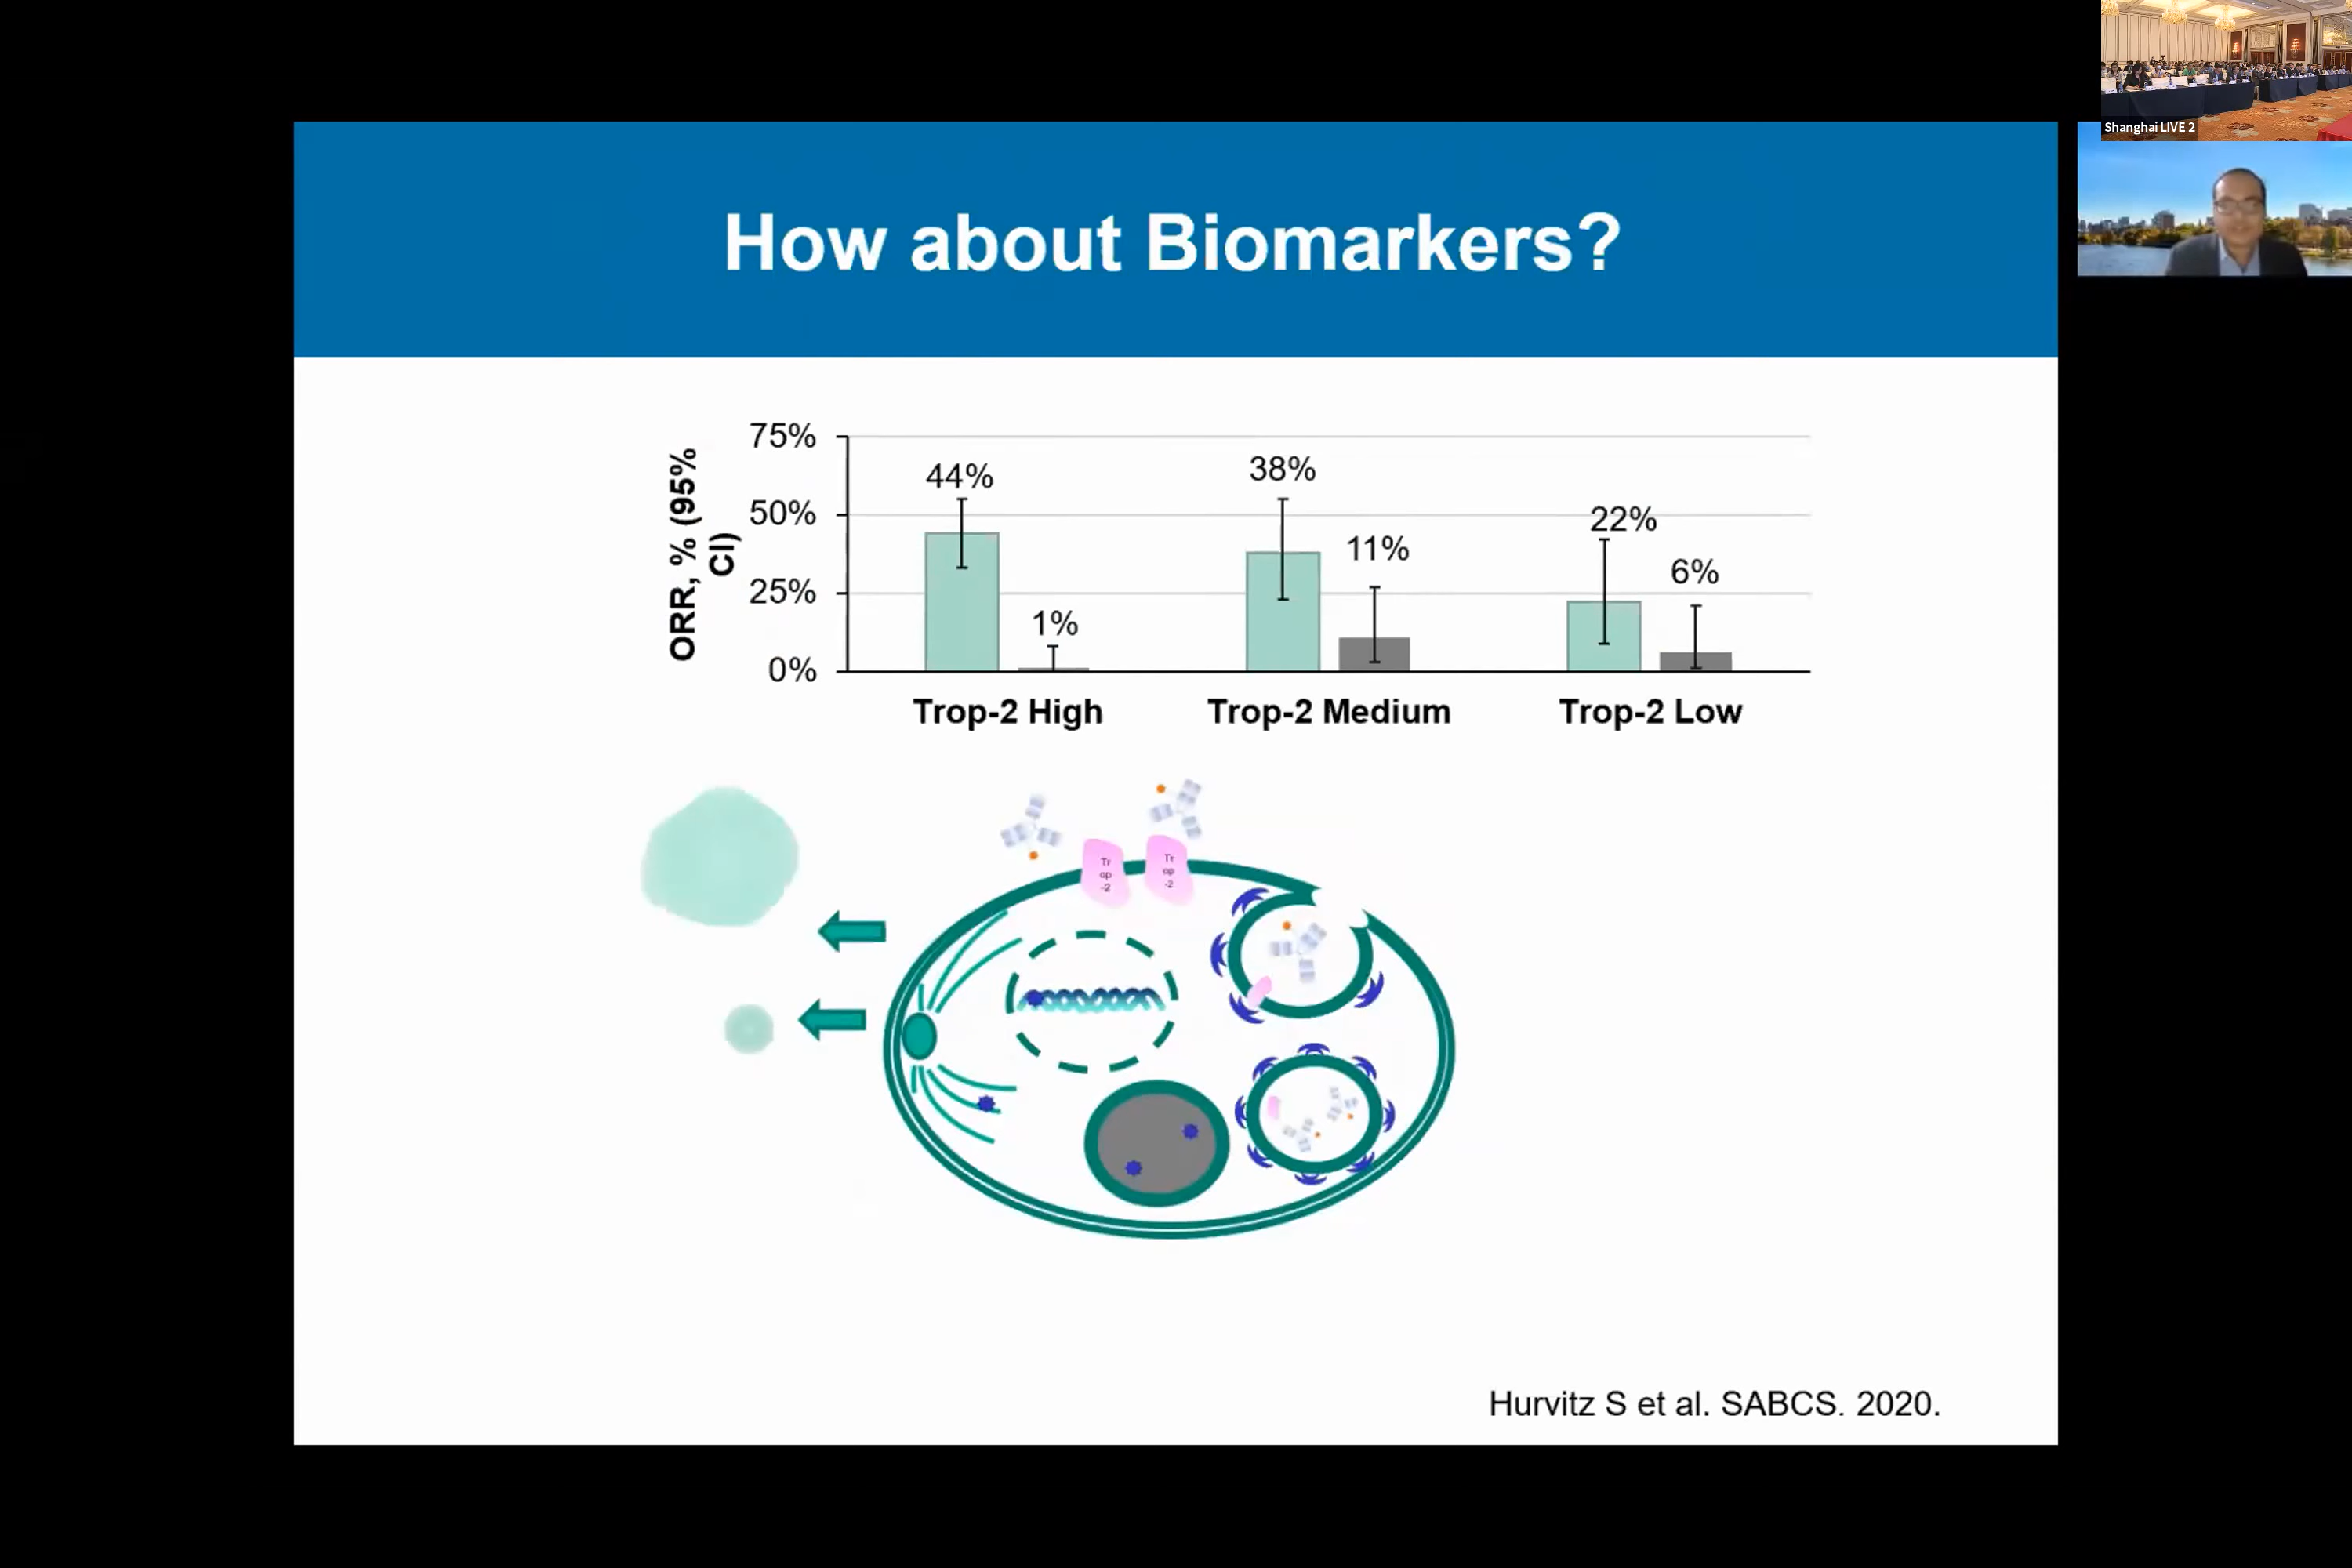 Shanghai LIVE 2
How about Biomarkers?
ORR, % (95%
CI)
75%
50%
25%
0%
44%
1%
38%
11%
22%
6%
Trop-2 High
Trop-2 Medium
Trop-2 Low
Tr
op
-2
Tr
op
-2
Hurvitz S et al. SABCS. 2020.